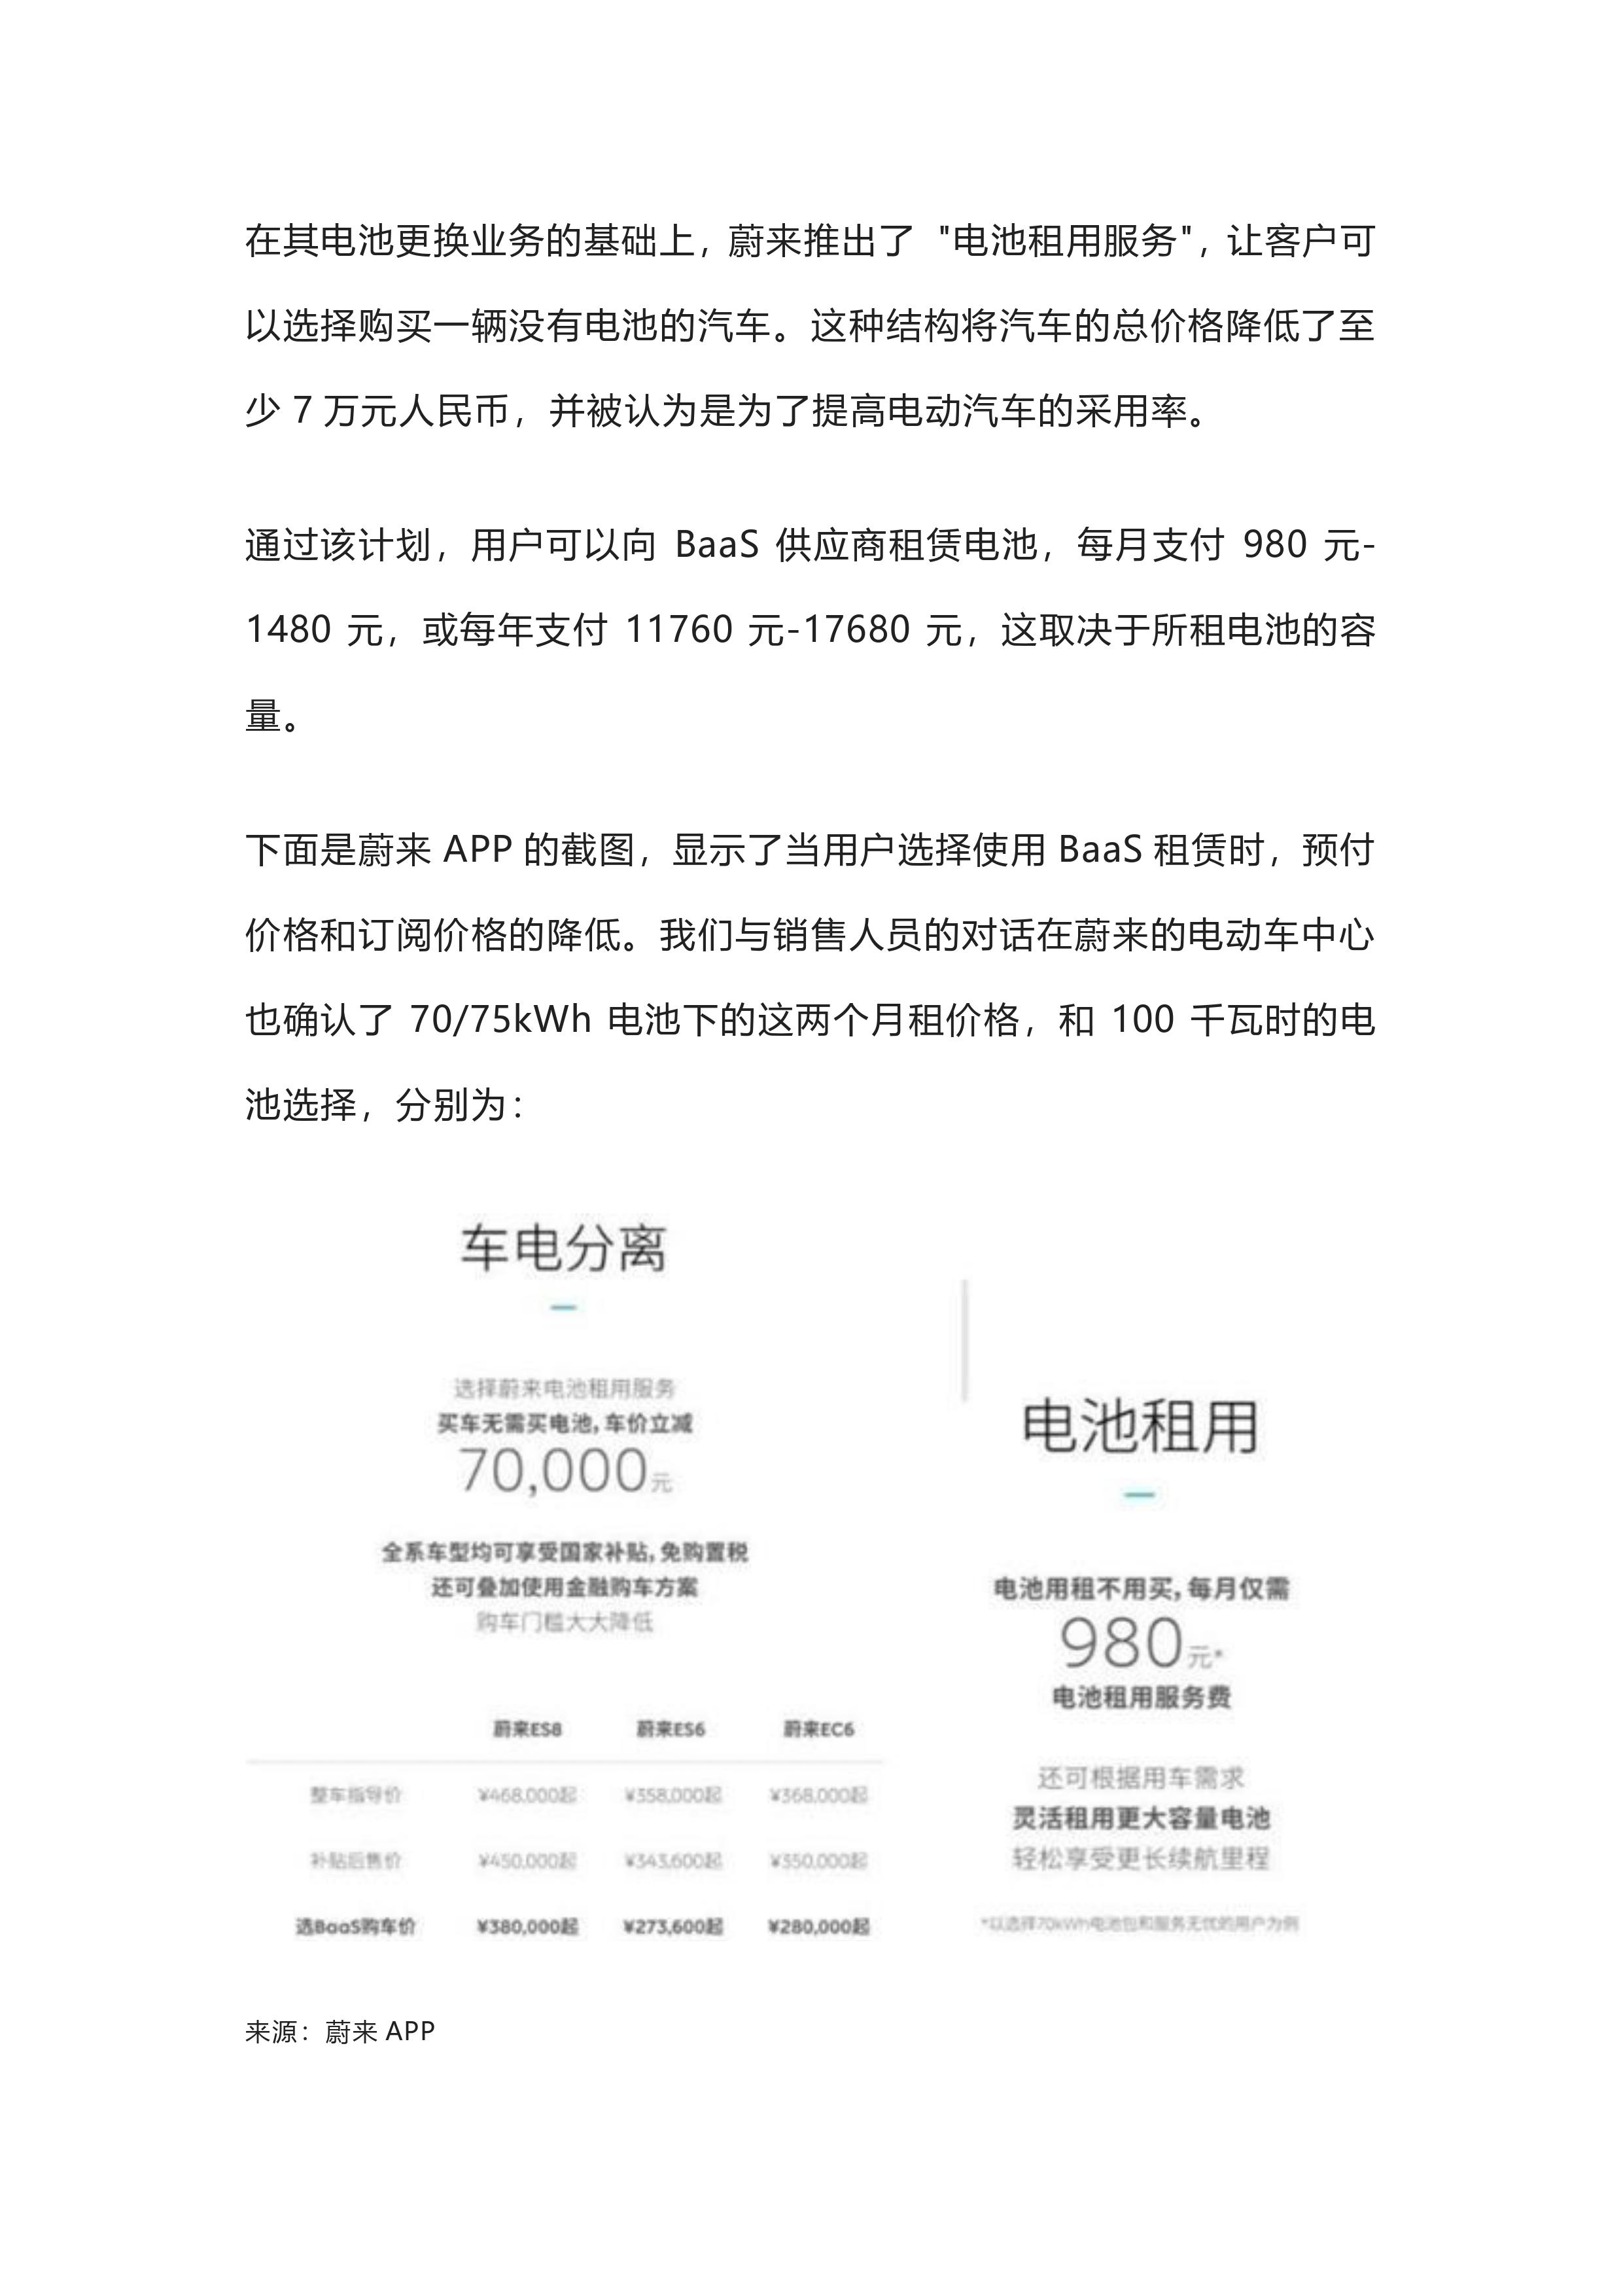 在其电池更换业务的基础上，蔚来推出了 "电池租用服务"，让客户可
以选择购买一辆没有电池的汽车。这种结构将汽车的总价格降低了至
少 7 万元人民币，并被认为是为了提高电动汽车的采用率。
通过该计划，用户可以向 BaaS 供应商租赁电池，每月支付 980 元-
1480 元，或每年支付 11760 元-17680 元，这取决于所租电池的容
量。
下面是蔚来 APP 的截图，显示了当用户选择使用 BaaS 租赁时，预付
价格和订阅价格的降低。我们与销售人员的对话在蔚来的电动车中心
也确认了 70/75kWh 电池下的这两个月租价格，和 100 千瓦时的电
池选择，分别为：
车电分离
选择蔚来电池租用服务
买车无需买电池，车价立减
70,000元
全系车型均可享受国家补贴，免购置税
还可叠加使用金融购车方案
购车门槛大大降低
蔚来ES8 蔚来ES6 蔚来EC6
整车指导价 ¥468,000起 ¥358,000起 ¥368,000起
补贴后售价 ¥450,000起 ¥343,600起 ¥350,000起
选BaaS购车价 ¥380,000起 ¥273,600起 ¥280,000起
电池租用
电池用租不用买，每月仅需
980元*
电池租用服务费
还可根据用车需求
灵活租用更大容量电池
轻松享受更长续航里程
*以选择70kWh电池包和服务无忧的用户为例
来源：蔚来 APP